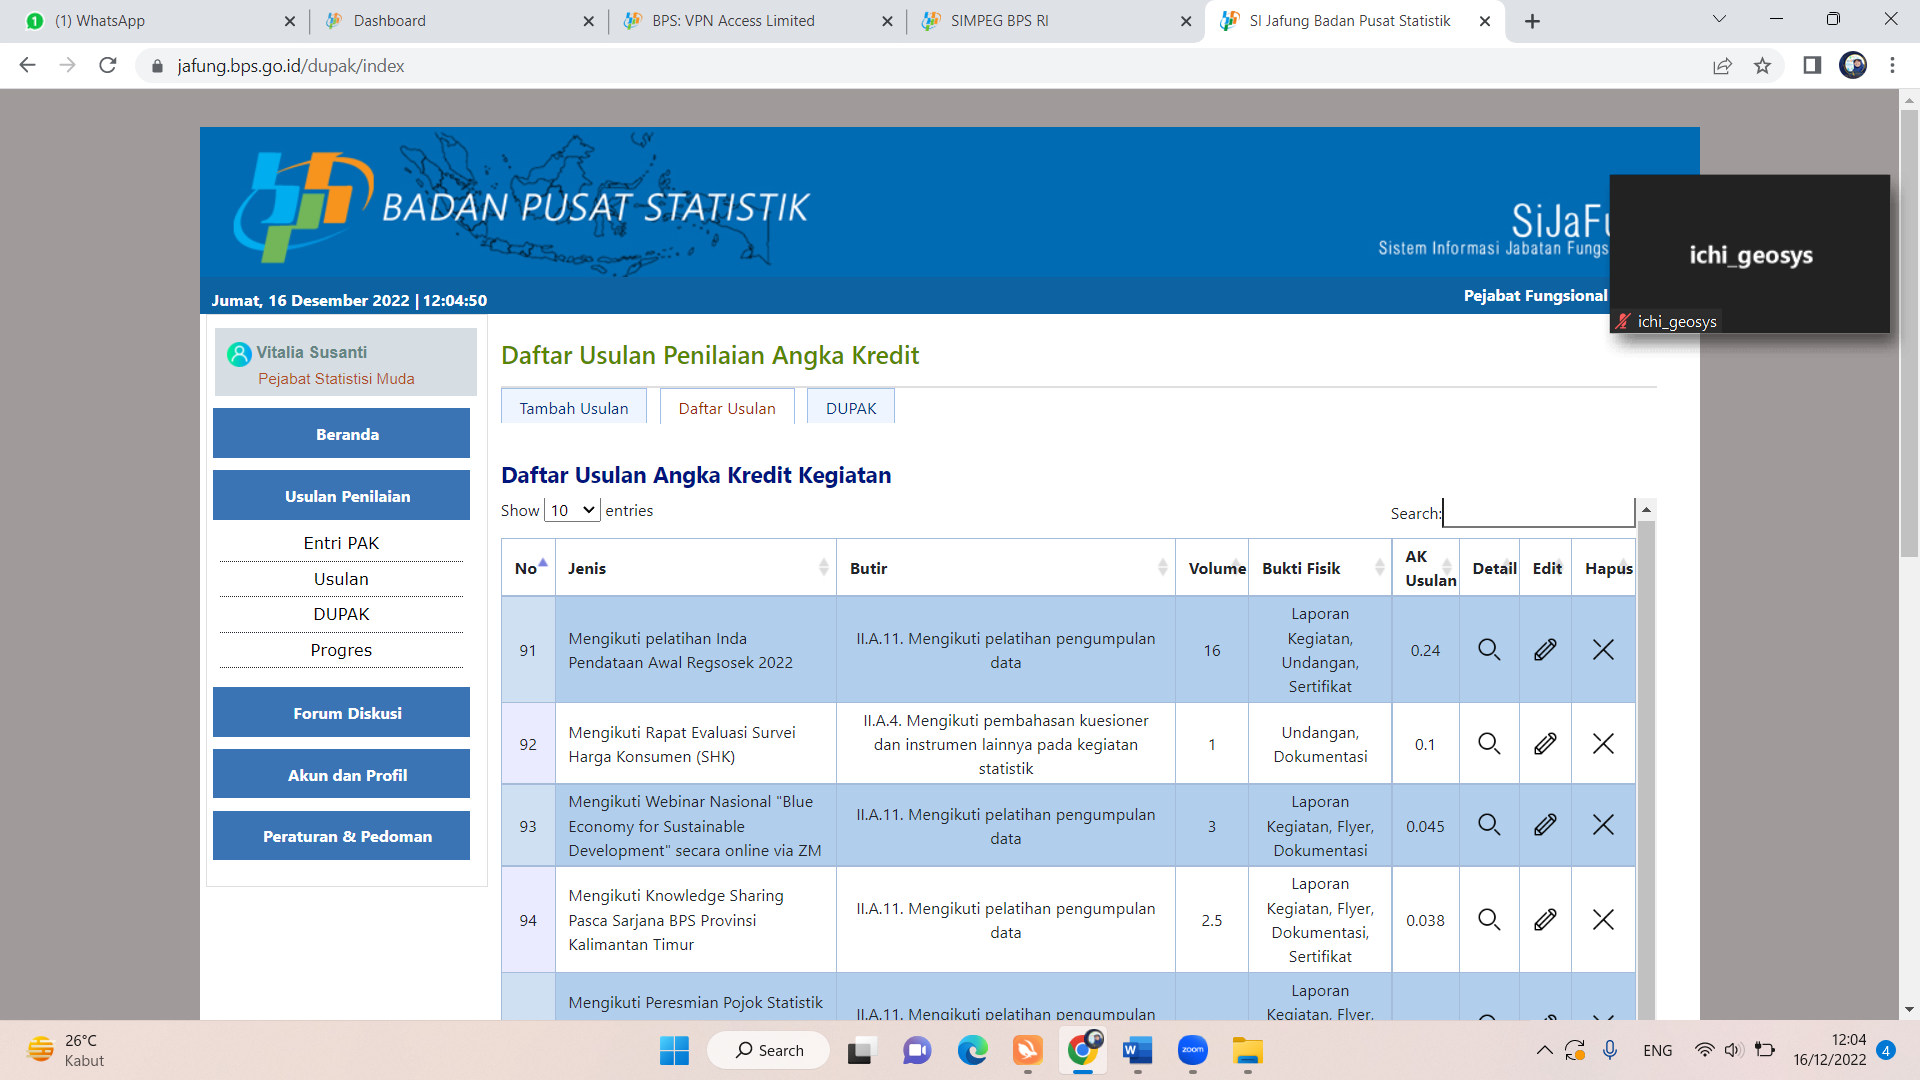 (1) WhatsApp
Dashboard
BPS: VPN Access Limited
SIMPEG BPS RI
SI Jafung Badan Pusat Statistik
jafung.bps.go.id/dupak/index
BADAN PUSAT STATISTIK
SiJaFu
Sistem Informasi Jabatan Fungs
Jumat, 16 Desember 2022 | 12:04:50
Pejabat Fungsional
ichi_geosys
ichi_geosys
Vitalia Susanti
Pejabat Statistisi Muda
Beranda
Usulan Penilaian
Entri PAK
Usulan
DUPAK
Progres
Forum Diskusi
Akun dan Profil
Peraturan & Pedoman
Daftar Usulan Penilaian Angka Kredit
Tambah Usulan
Daftar Usulan
DUPAK
Daftar Usulan Angka Kredit Kegiatan
Show 10 entries
Search:
No
Jenis
Butir
Volume
Bukti Fisik
AK
Usulan
Detail
Edit
Hapus
91
Mengikuti pelatihan Inda
Pendataan Awal Regsosek 2022
II.A.11. Mengikuti pelatihan pengumpulan
data
16
Laporan
Kegiatan,
Undangan,
Sertifikat
0.24
92
Mengikuti Rapat Evaluasi Survei
Harga Konsumen (SHK)
II.A.4. Mengikuti pembahasan kuesioner
dan instrumen lainnya pada kegiatan
statistik
1
Undangan,
Dokumentasi
0.1
93
Mengikuti Webinar Nasional "Blue
Economy for Sustainable
Development" secara online via ZM
II.A.11. Mengikuti pelatihan pengumpulan
data
3
Laporan
Kegiatan, Flyer,
Dokumentasi
0.045
94
Mengikuti Knowledge Sharing
Pasca Sarjana BPS Provinsi
Kalimantan Timur
II.A.11. Mengikuti pelatihan pengumpulan
data
2.5
Laporan
Kegiatan, Flyer,
Dokumentasi,
Sertifikat
0.038
Mengikuti Peresmian Pojok Statistik
II.A.11. Mengikuti pelatihan pengumpulan
Laporan
Kegiatan, Flyer,
26°C
Kabut
Search
zoom
ENG
12:04
16/12/2022
4